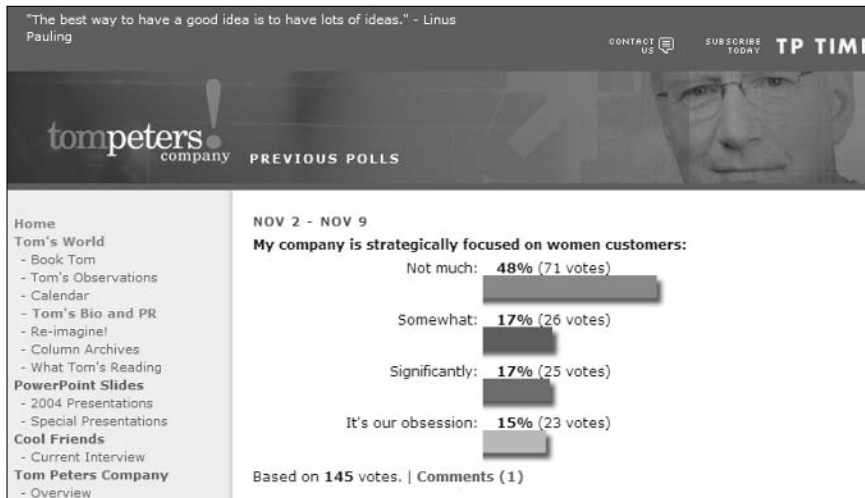 "The best way to have a good idea is to have lots of ideas." - Linus
Pauling
CONTACT
US
SUBSCRIBE
TODAY
TP TIM
tompeters!
company
PREVIOUS POLLS
Home
Tom's World
- Book Tom
- Tom's Observations
- Calendar
- Tom's Bio and PR
- Re-imagine!
- Column Archives
- What Tom's Reading
PowerPoint Slides
- 2004 Presentations
- Special Presentations
Cool Friends
- Current Interview
Tom Peters Company
- Overview
NOV 2 - NOV 9
My company is strategically focused on women customers:
Not much: 48% (71 votes)
Somewhat: 17% (26 votes)
Significantly: 17% (25 votes)
It's our obsession: 15% (23 votes)
Based on 145 votes. | Comments (1)